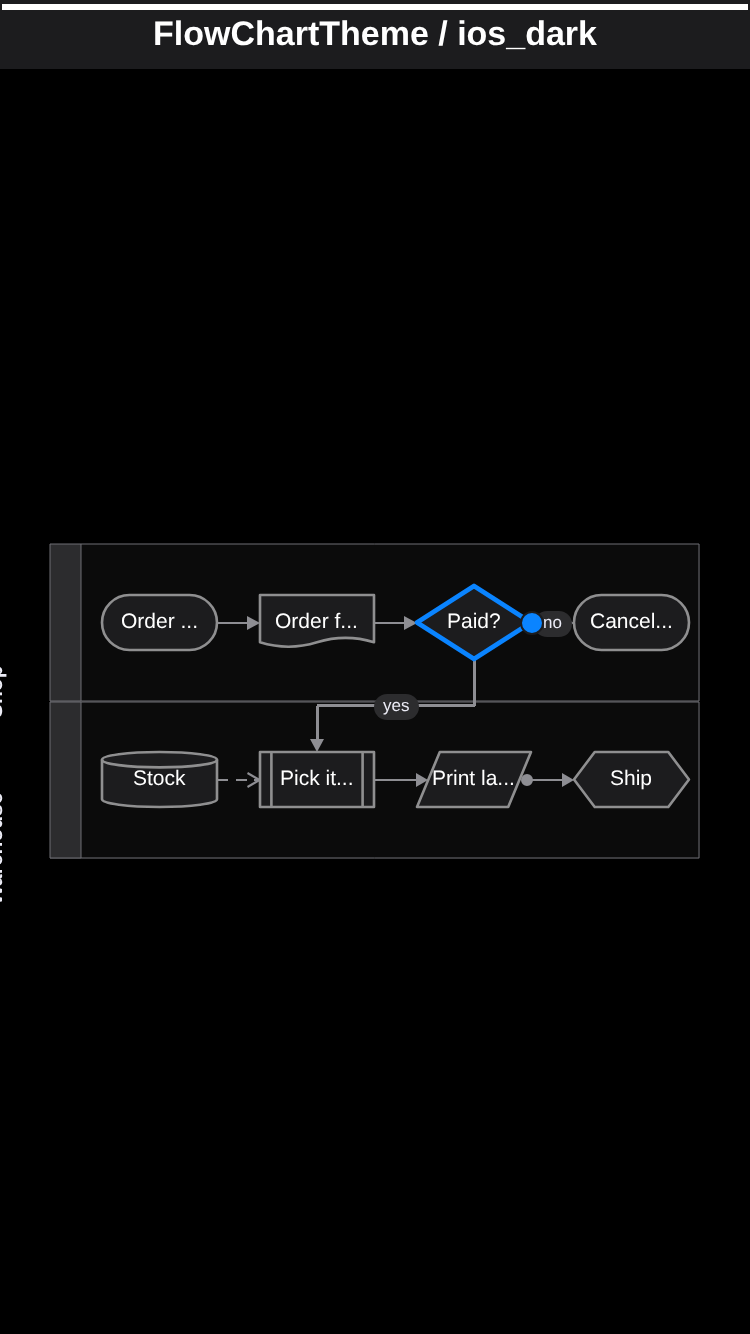 FlowChartTheme / ios_dark
Order ...
Order f...
Paid?
no
Cancel...
yes
Stock
Pick it...
Print la...
Ship